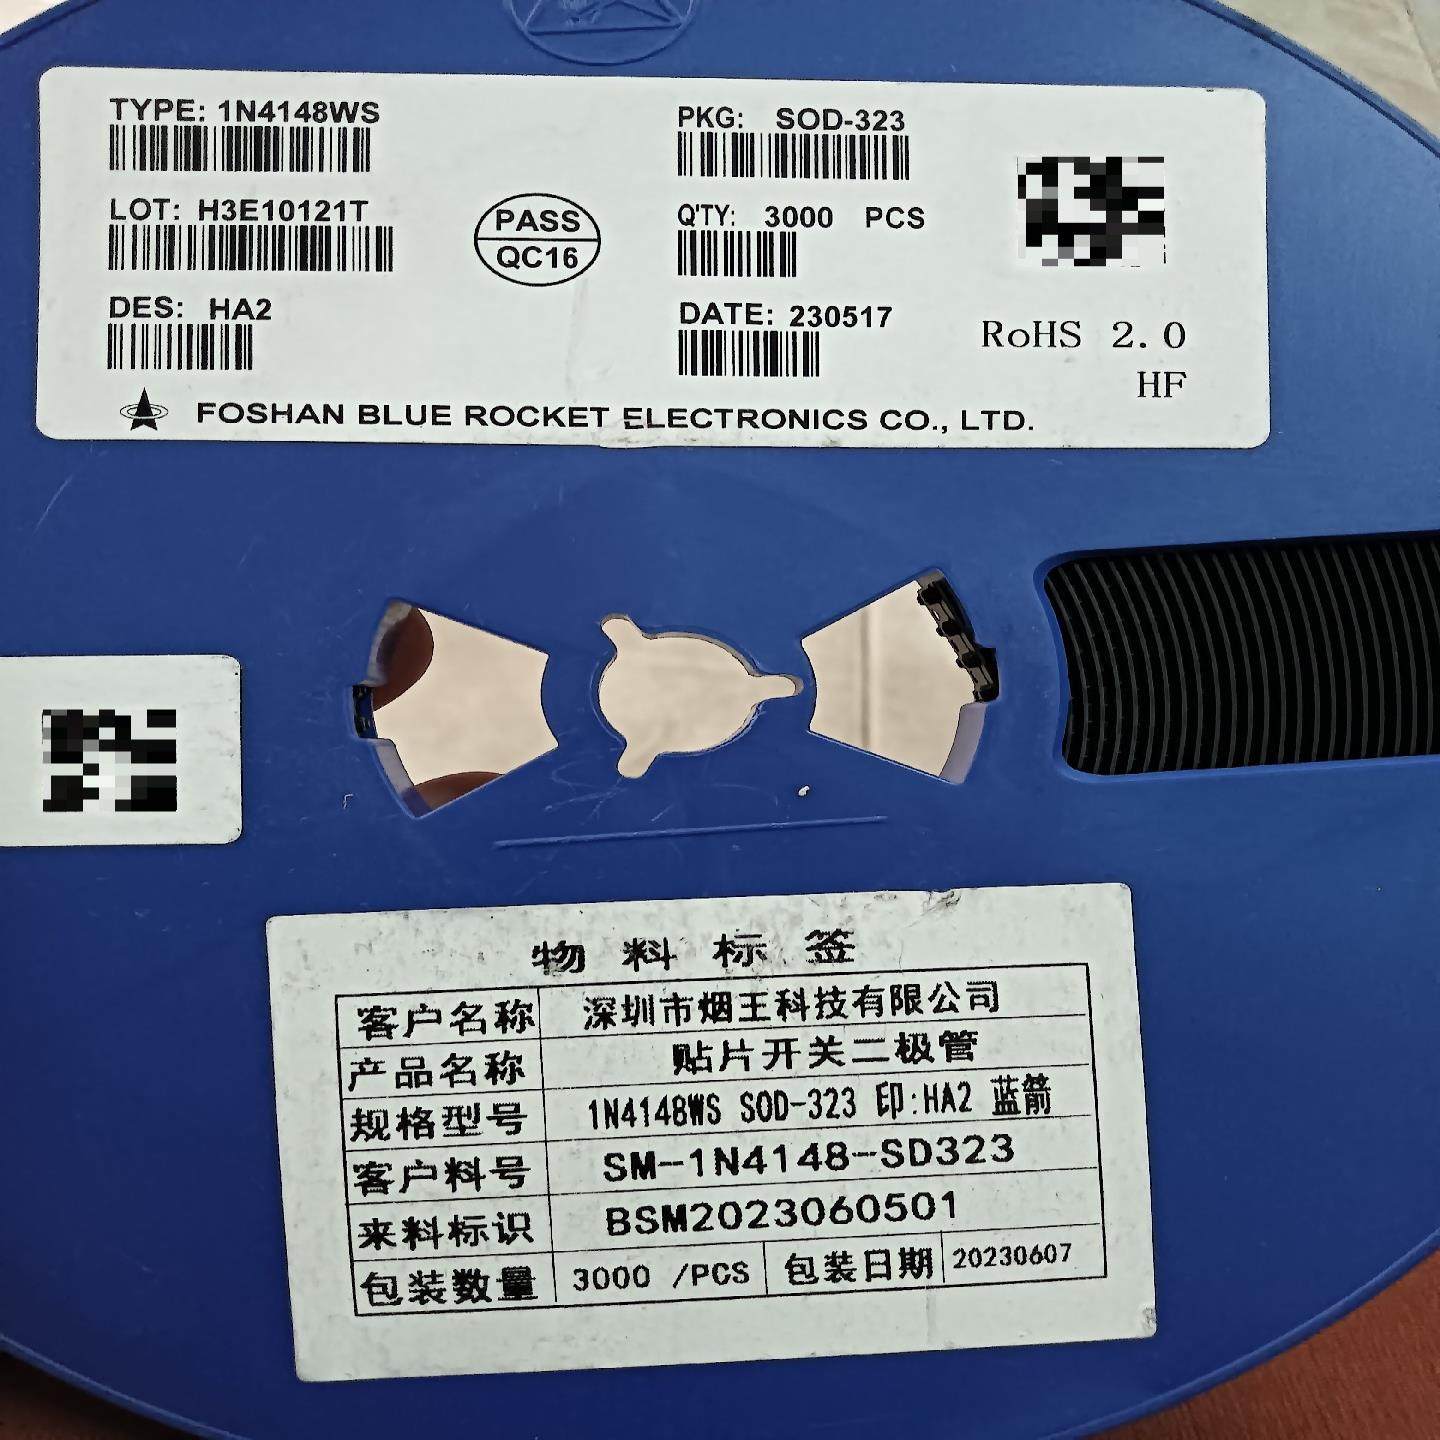 TYPE: 1N4148WS
PKG: SOD-323
LOT: H3E10121T
PASS
QC16
Q'TY: 3000 PCS
DES: HA2
DATE: 230517
RoHS 2.0
HF
FOSHAN BLUE ROCKET ELECTRONICS CO., LTD.
物料标签
客户名称 深圳市烟王科技有限公司
产品名称 贴片开关二极管
规格型号 1N4148WS SOD-323 印:HA2 蓝箭
客户料号 SM-1N4148-SD323
来料标识 BSM2023060501
包装数量 3000 /PCS 包装日期 20230607